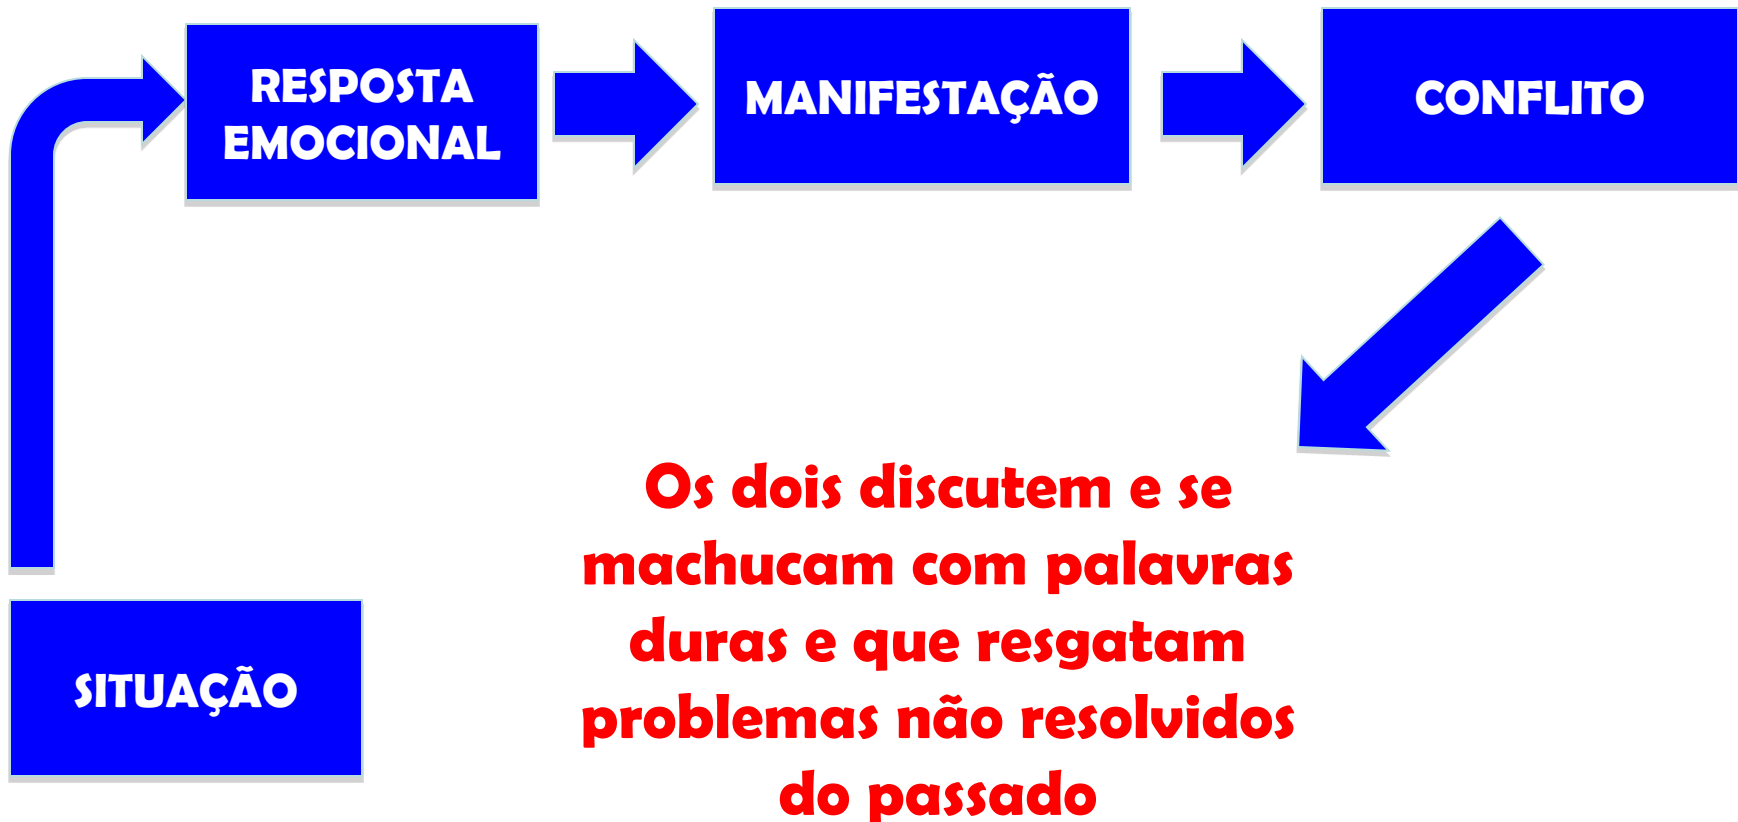 RESPOSTA
EMOCIONAL
MANIFESTAÇÃO
CONFLITO
Os dois discutem e se
machucam com palavras
duras e que resgatam
problemas não resolvidos
do passado
SITUAÇÃO